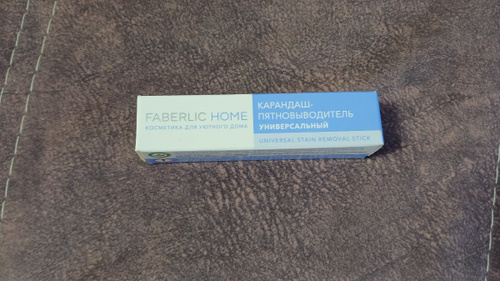 FABERLIC HOME
КОСМЕТИКА ДЛЯ УЮТНОГО ДОМА
КАРАНДАШ-
ПЯТНОВЫВОДИТЕЛЬ
УНИВЕРСАЛЬНЫЙ
UNIVERSAL STAIN REMOVAL STICK